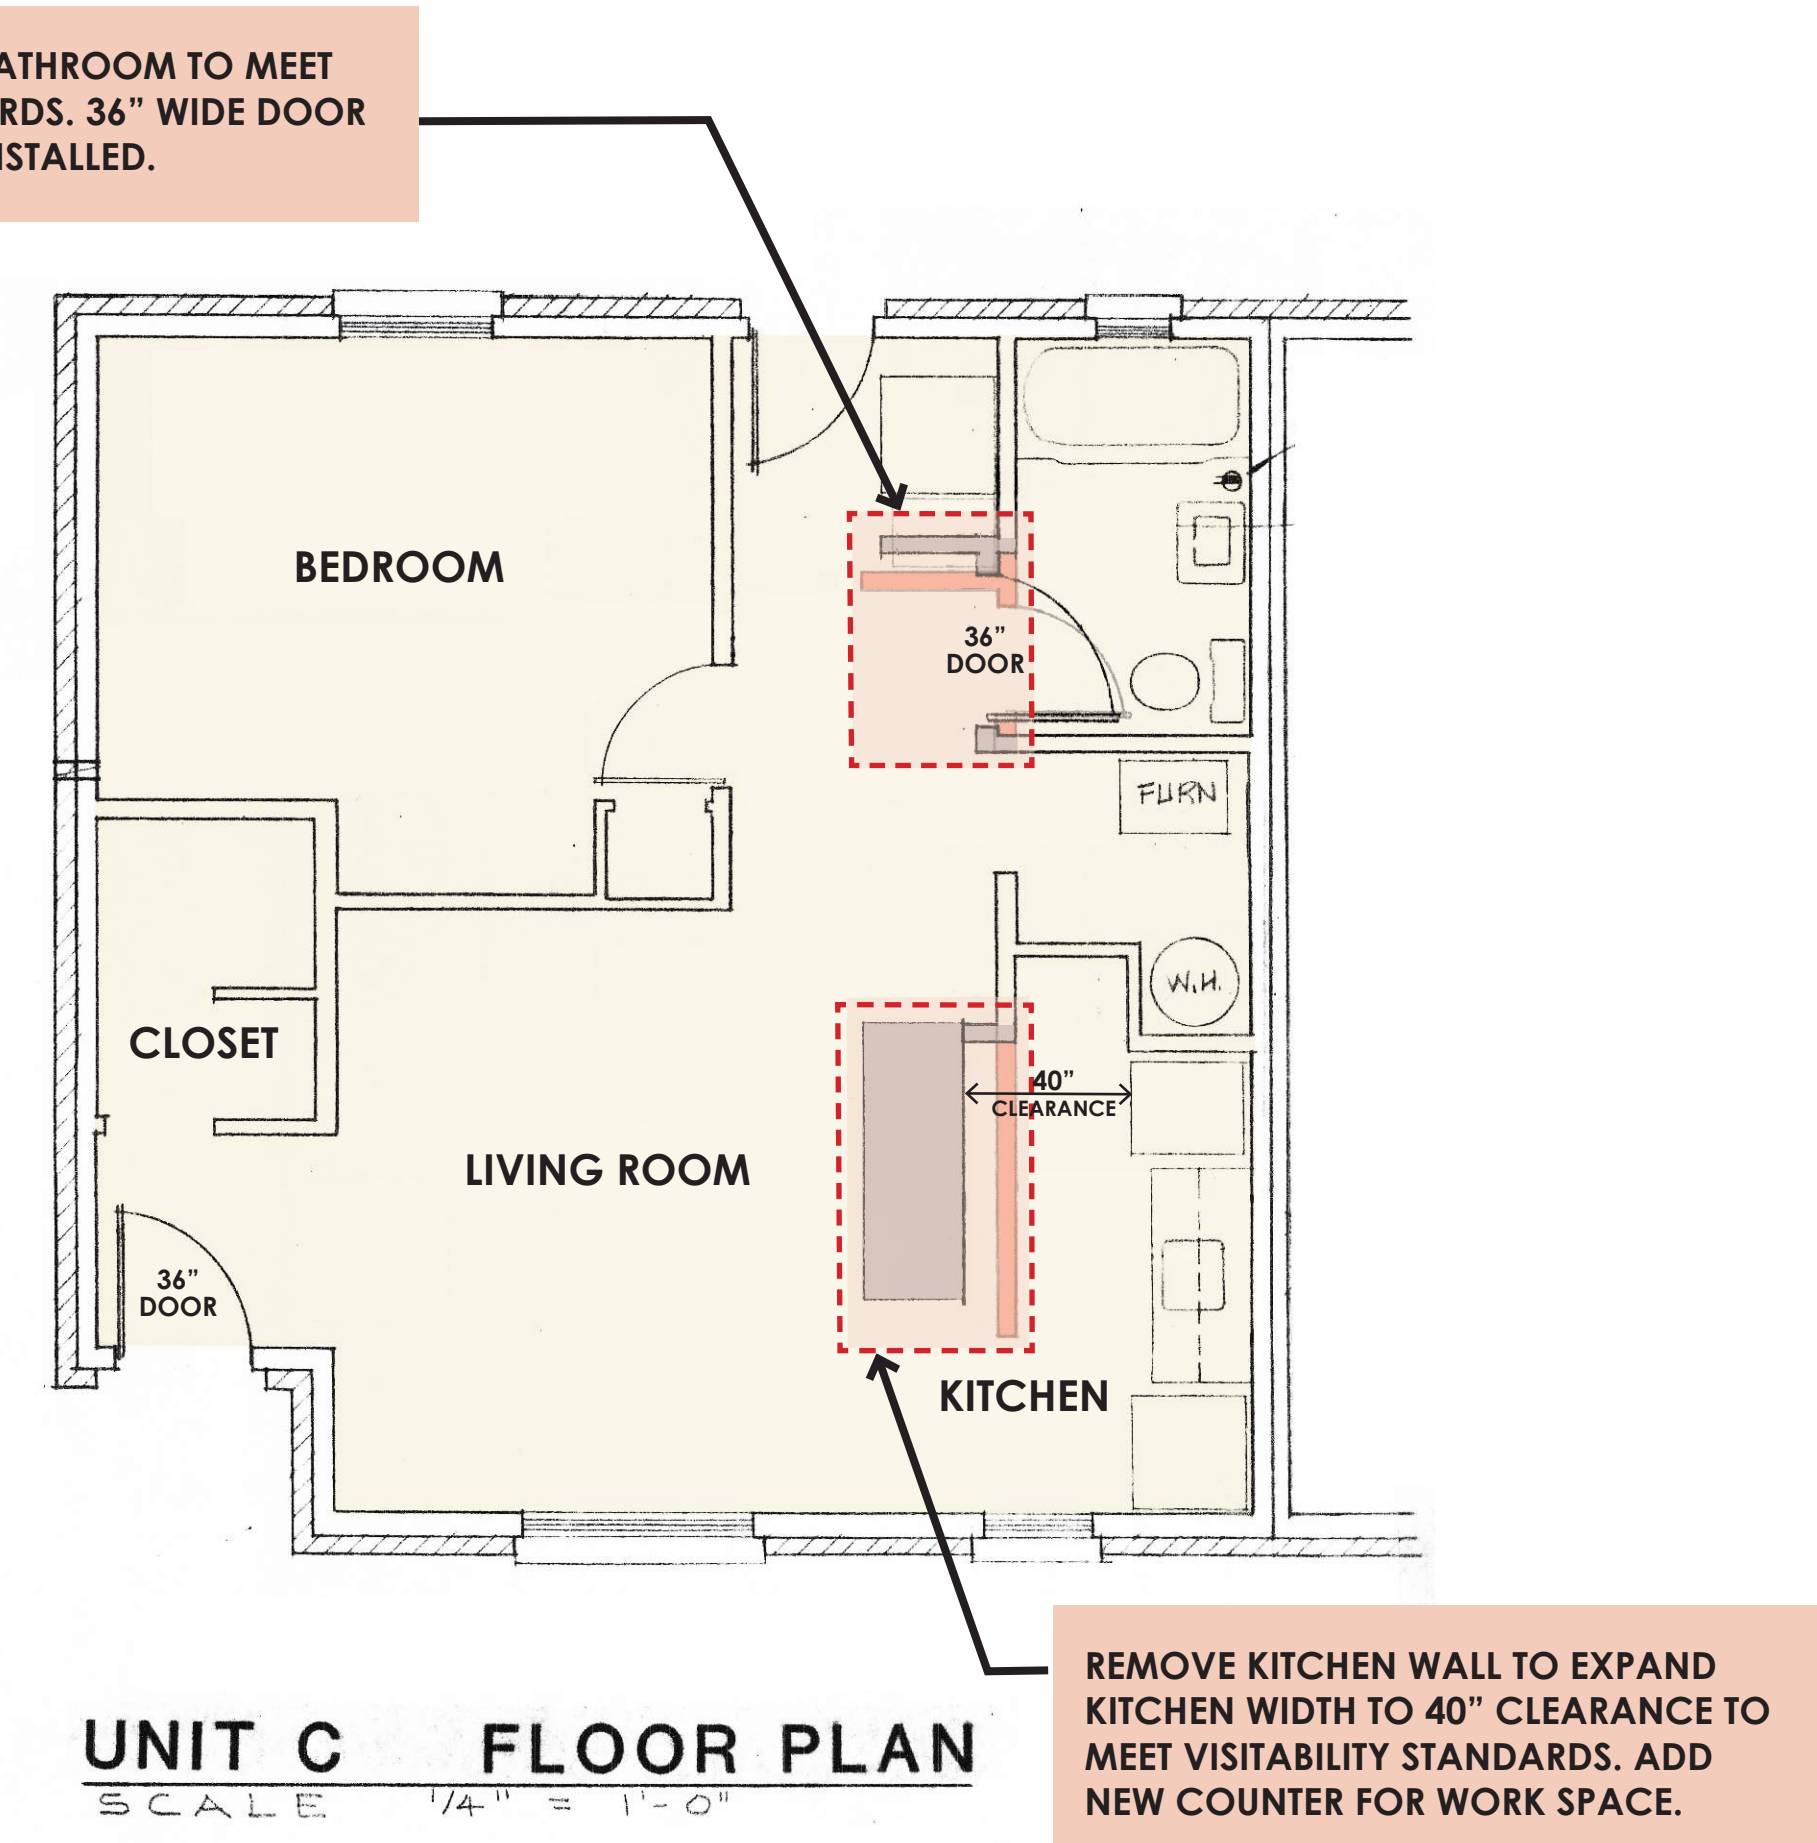 ATHROOM TO MEET
RDS. 36” WIDE DOOR
ISTALLED.
BEDROOM
36”
DOOR
FURN
W.H.
CLOSET
40”
CLEARANCE
LIVING ROOM
36”
DOOR
KITCHEN
REMOVE KITCHEN WALL TO EXPAND
KITCHEN WIDTH TO 40” CLEARANCE TO
MEET VISITABILITY STANDARDS. ADD
NEW COUNTER FOR WORK SPACE.
UNIT C FLOOR PLAN
SCALE 1/4" = 1'-0"